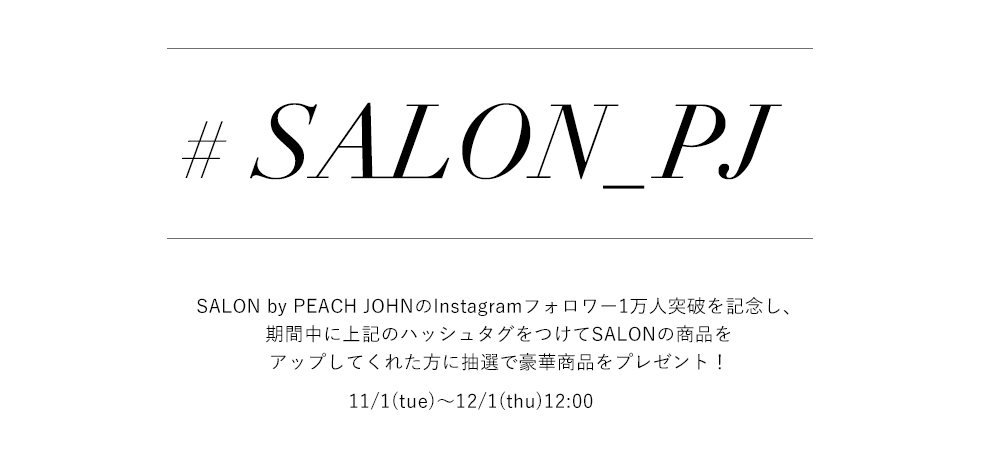 # SALON_PJ
SALON by PEACH JOHNのInstagramフォロワー1万人突破を記念し、
期間中に上記のハッシュタグをつけてSALONの商品を
アップしてくれた方に抽選で豪華商品をプレゼント！
11/1(tue)～12/1(thu)12:00